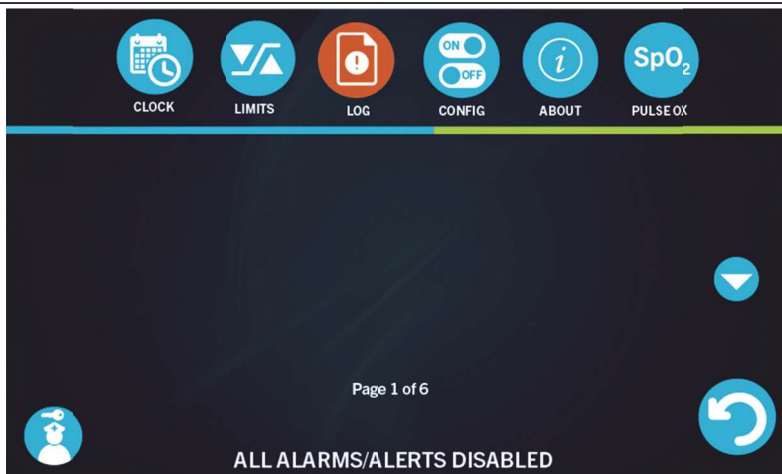 ON
OFF
i
SpO₂
CLOCK LIMITS LOG CONFIG ABOUT PULSE OX
Page 1 of 6
ALL ALARMS/ALERTS DISABLED